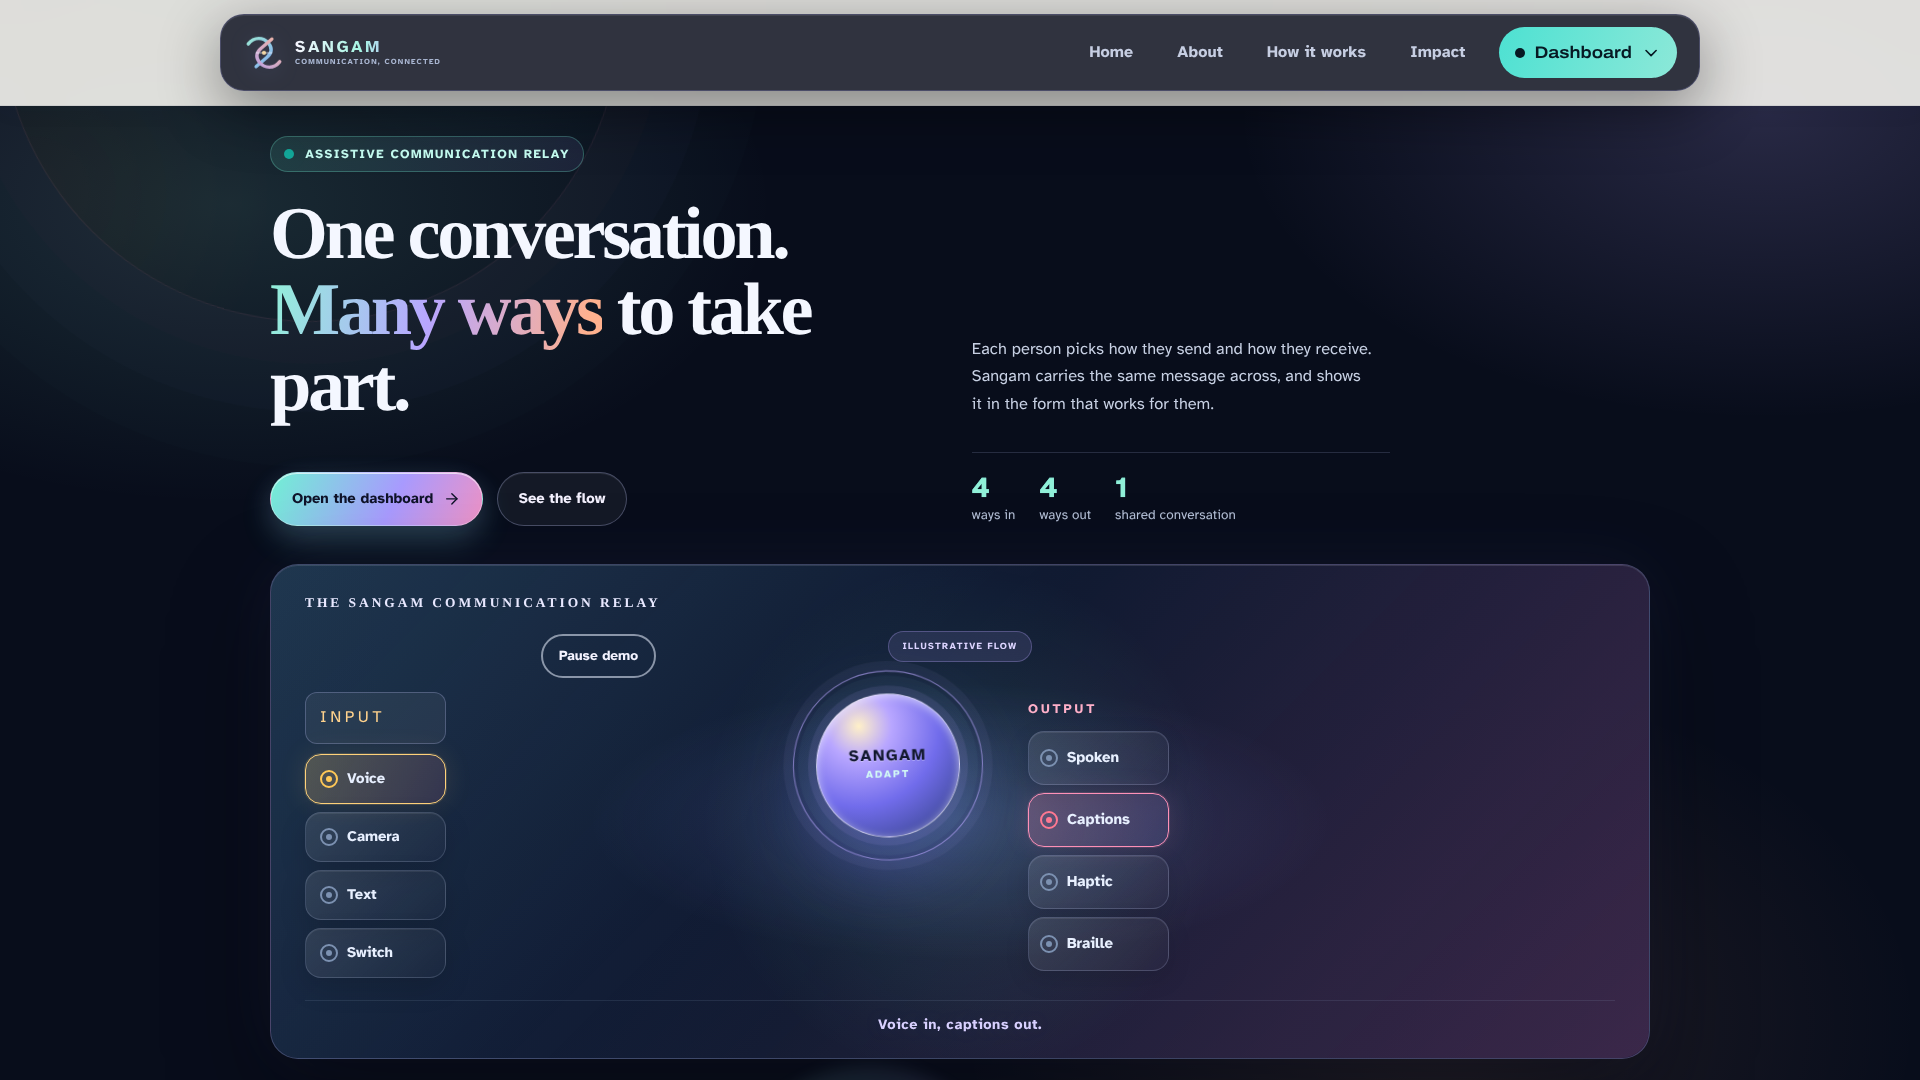 SANGAM
COMMUNICATION, CONNECTED
Home
About
How it works
Impact
Dashboard
ASSISTIVE COMMUNICATION RELAY
One conversation.
Many ways to take
part.
Each person picks how they send and how they receive.
Sangam carries the same message across, and shows
it in the form that works for them.
Open the dashboard
See the flow
4
ways in
4
ways out
1
shared conversation
THE SANGAM COMMUNICATION RELAY
Pause demo
ILLUSTRATIVE FLOW
INPUT
Voice
Camera
Text
Switch
SANGAM
ADAPT
OUTPUT
Spoken
Captions
Haptic
Braille
Voice in, captions out.